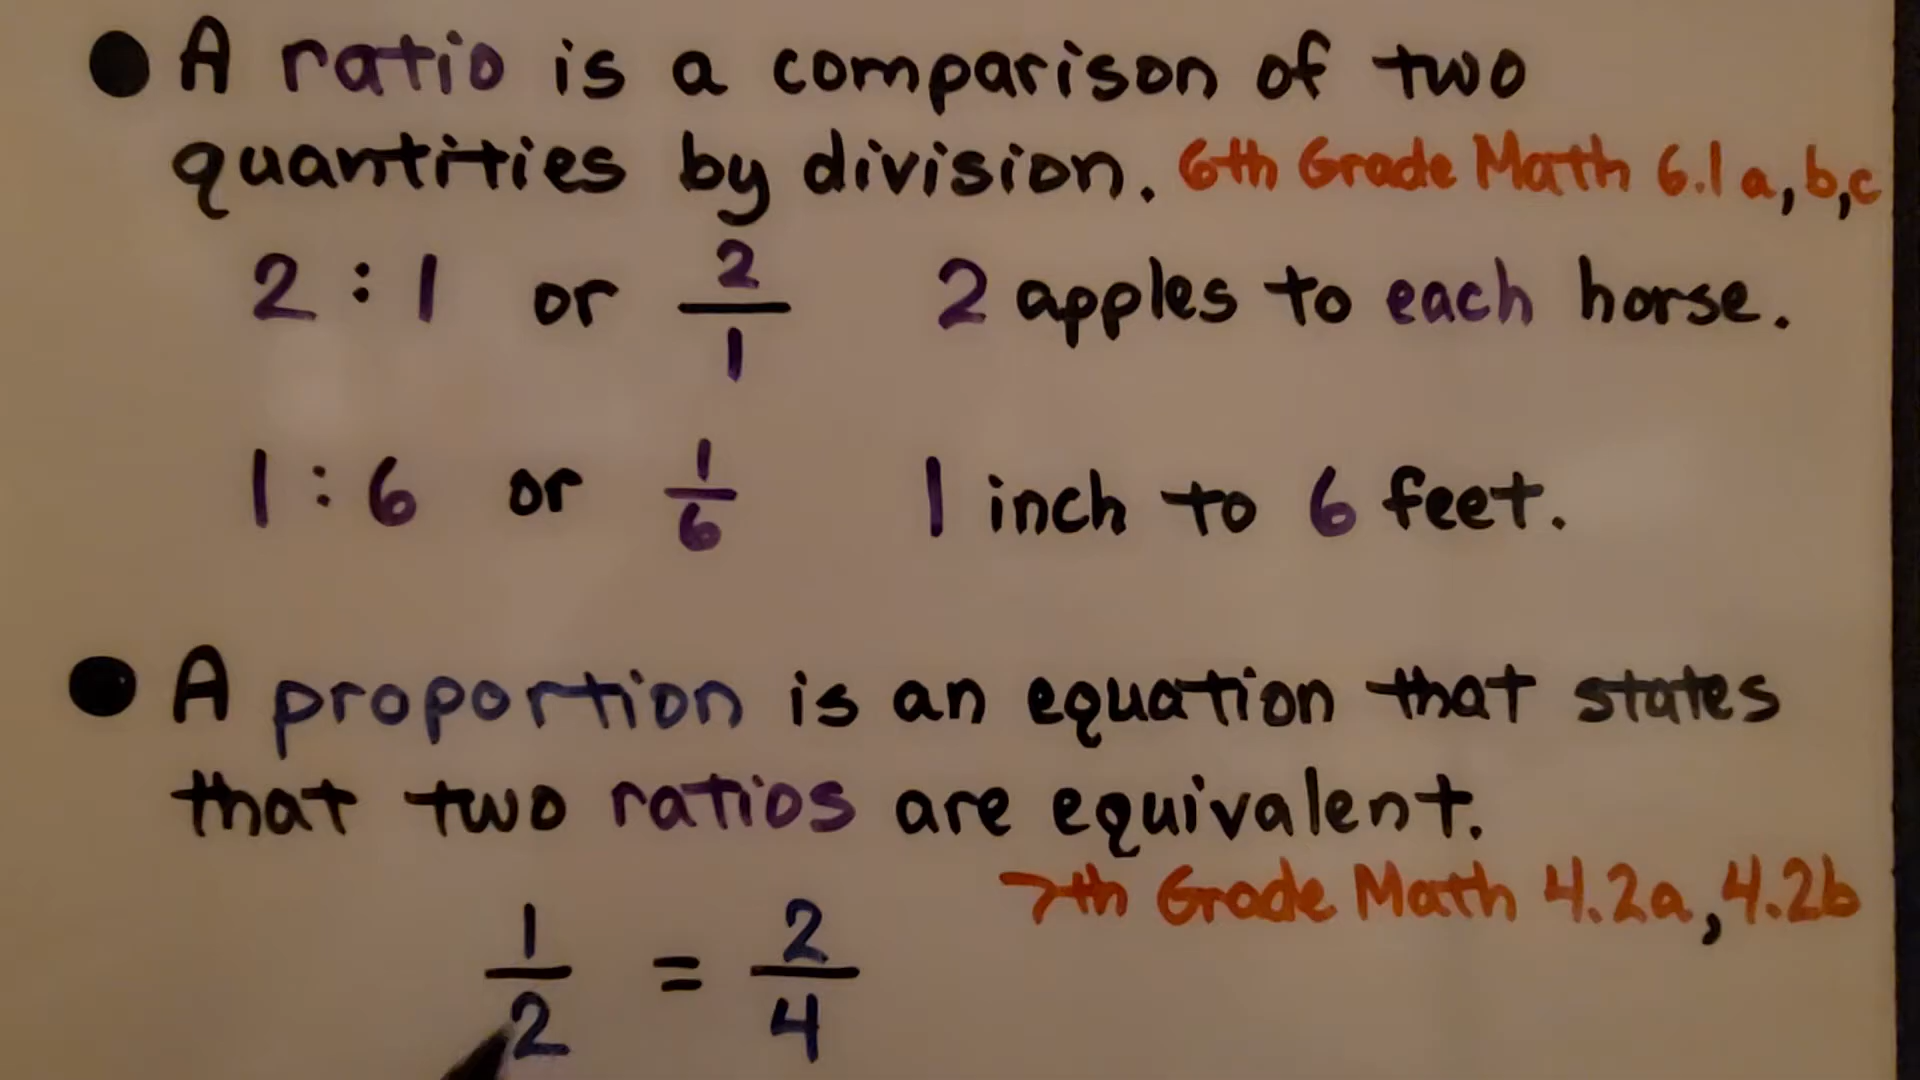 ● A ratio is a comparison of two
quantities by division. 6th Grade Math 6.1a,b,c
2 : 1 or 2/1 2 apples to each horse.
1 : 6 or 1/6 1 inch to 6 feet.
● A proportion is an equation that states
that two ratios are equivalent.
7th Grade Math 4.2a, 4.2b
1/2 = 2/4